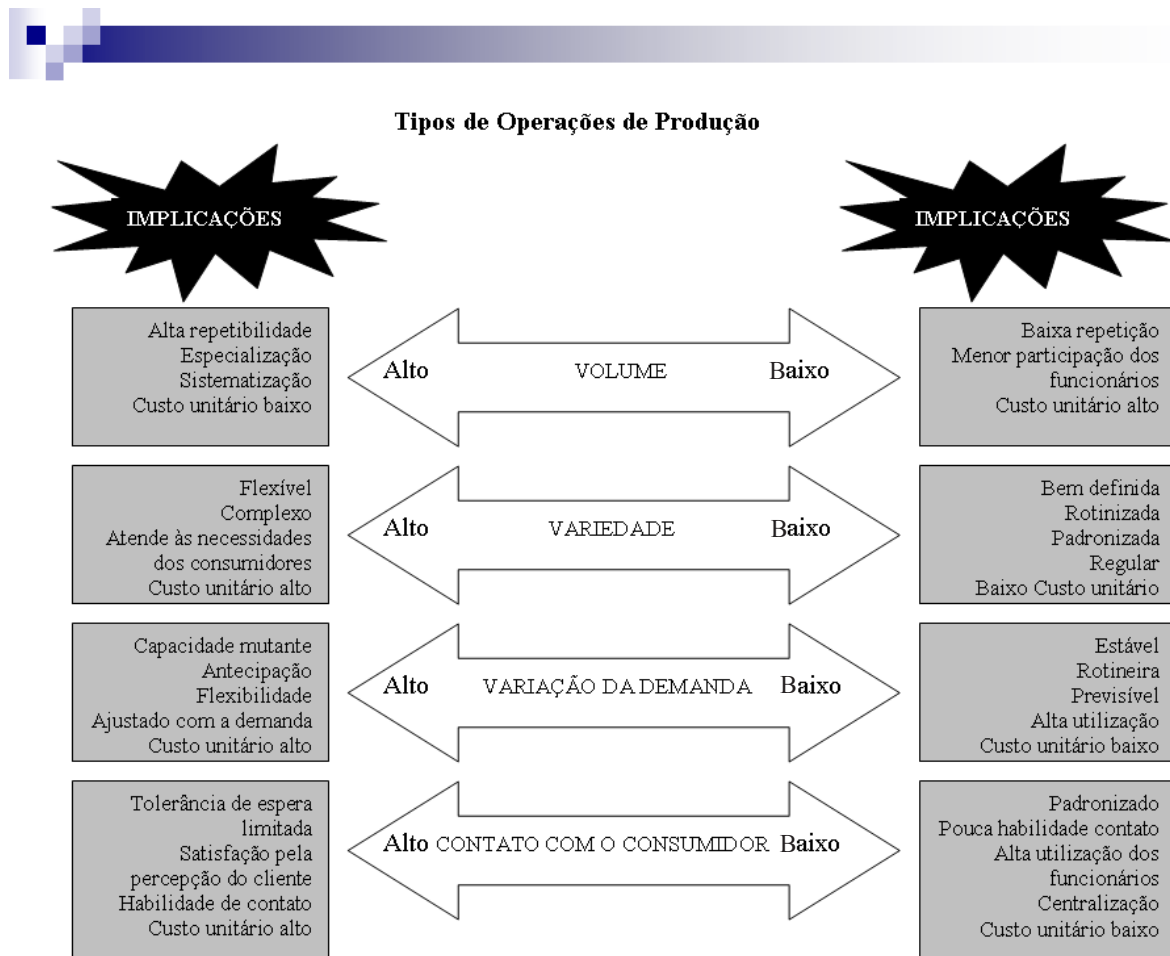 Tipos de Operações de Produção
IMPLICAÇÕES
IMPLICAÇÕES
Alta repetibilidade
Especialização
Sistematização
Custo unitário baixo
Alto VOLUME Baixo
Baixa repetição
Menor participação dos
funcionários
Custo unitário alto
Flexível
Complexo
Atende às necessidades
dos consumidores
Custo unitário alto
Alto VARIEDADE Baixo
Bem definida
Rotinizada
Padronizada
Regular
Baixo Custo unitário
Capacidade mutante
Antecipação
Flexibilidade
Ajustado com a demanda
Custo unitário alto
Alto VARIAÇÃO DA DEMANDA Baixo
Estável
Rotineira
Previsível
Alta utilização
Custo unitário baixo
Tolerância de espera
limitada
Satisfação pela
percepção do cliente
Habilidade de contato
Custo unitário alto
Alto CONTATO COM O CONSUMIDOR Baixo
Padronizado
Pouca habilidade contato
Alta utilização dos
funcionários
Centralização
Custo unitário baixo